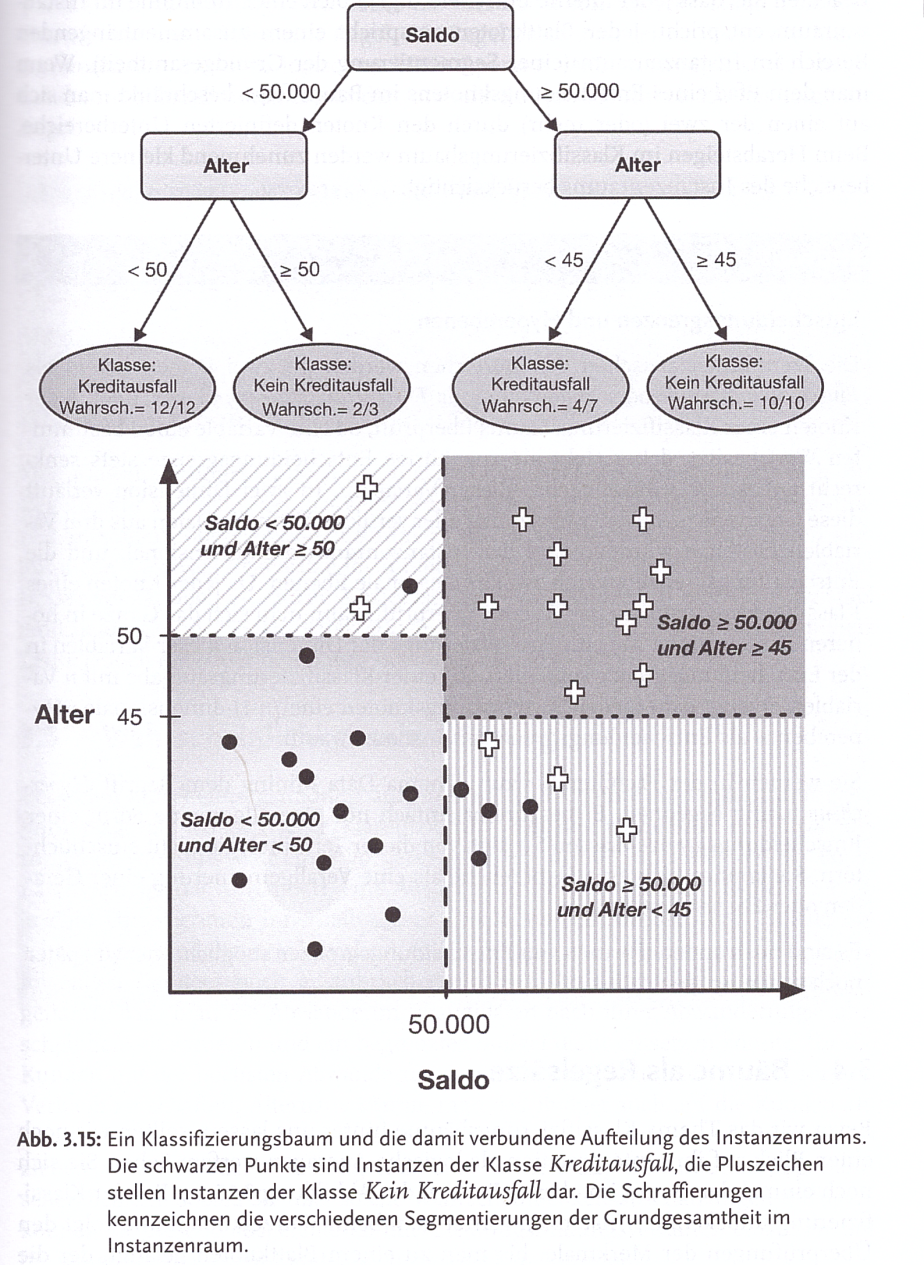 Saldo
< 50.000
≥ 50.000
Alter
Alter
< 50
≥ 50
< 45
≥ 45
Klasse:
Kreditausfall
Wahrsch.= 12/12
Klasse:
Kein Kreditausfall
Wahrsch.= 2/3
Klasse:
Kreditausfall
Wahrsch.= 4/7
Klasse:
Kein Kreditausfall
Wahrsch.= 10/10
Saldo < 50.000
und Alter ≥ 50
Saldo ≥ 50.000
und Alter ≥ 45
50
Alter
45
Saldo < 50.000
und Alter < 50
Saldo ≥ 50.000
und Alter < 45
50.000
Saldo
Abb. 3.15: Ein Klassifizierungsbaum und die damit verbundene Aufteilung des Instanzenraums.
Die schwarzen Punkte sind Instanzen der Klasse Kreditausfall, die Pluszeichen
stellen Instanzen der Klasse Kein Kreditausfall dar. Die Schraffierungen
kennzeichnen die verschiedenen Segmentierungen der Grundgesamtheit im
Instanzenraum.